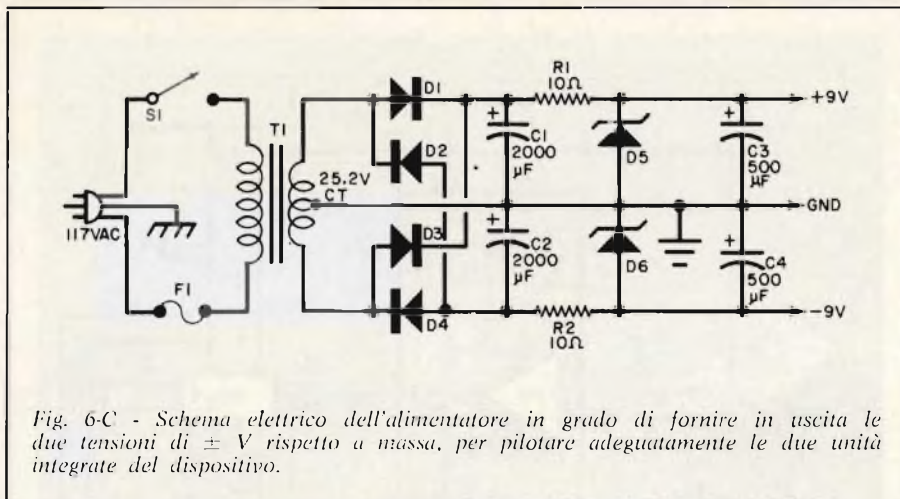 S1
117VAC
F1
T1
25.2V
CT
D1
D2
D3
D4
C1
2000
µF
C2
2000
µF
R1
10Ω
R2
10Ω
D5
D6
C3
500
µF
C4
500
µF
+9V
GND
-9V
Fig. 6-C - Schema elettrico dell'alimentatore in grado di fornire in uscita le
due tensioni di ± V rispetto a massa, per pilotare adeguatamente le due unità
integrate del dispositivo.